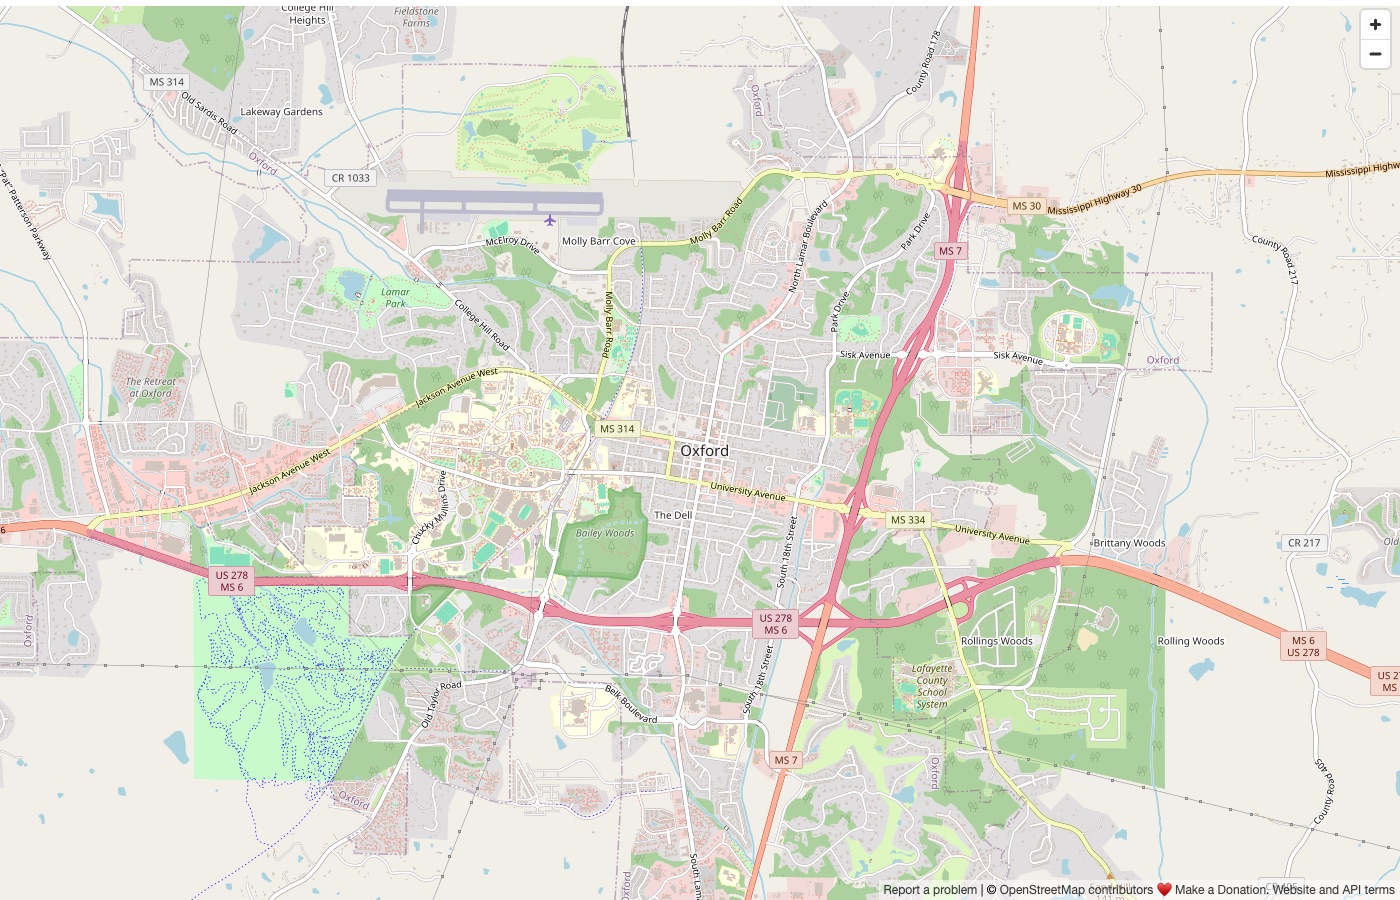 College Hill
Heights
Fieldstone
Farms
MS 314
Old Sardis Road
Lakeway Gardens
Oxford
CR 1033
County Road 178
Oxford
"Pat" Patterson Parkway
Molly Barr Road
North Lamar Boulevard
Park Drive
MS 30
Mississippi Highway 30
Mississippi Highw
MS 7
McElroy Drive
Molly Barr Cove
County Road 217
Lamar
Park
College Hill Road
Molly Barr Road
Park Drive
Sisk Avenue
Sisk Avenue
Oxford
The Retreat
at Oxford
Jackson Avenue West
MS 314
Oxford
Jackson Avenue West
Chucky Mullins Drive
University Avenue
The Dell
MS 334
University Avenue
Bailey Woods
South 18th Street
Brittany Woods
CR 217
Old
6
US 278
MS 6
US 278
MS 6
Oxford
Rollings Woods
Rolling Woods
MS 6
US 278
US 27
MS
Lafayette
County
School
System
Old Taylor Road
Belk Boulevard
South 18th Street
MS 7
Oxford
Oxford
County Road 405
Oxford
South Lam
Report a problem | © OpenStreetMap contributors ❤️ Make a Donation. Website and API terms
+
−